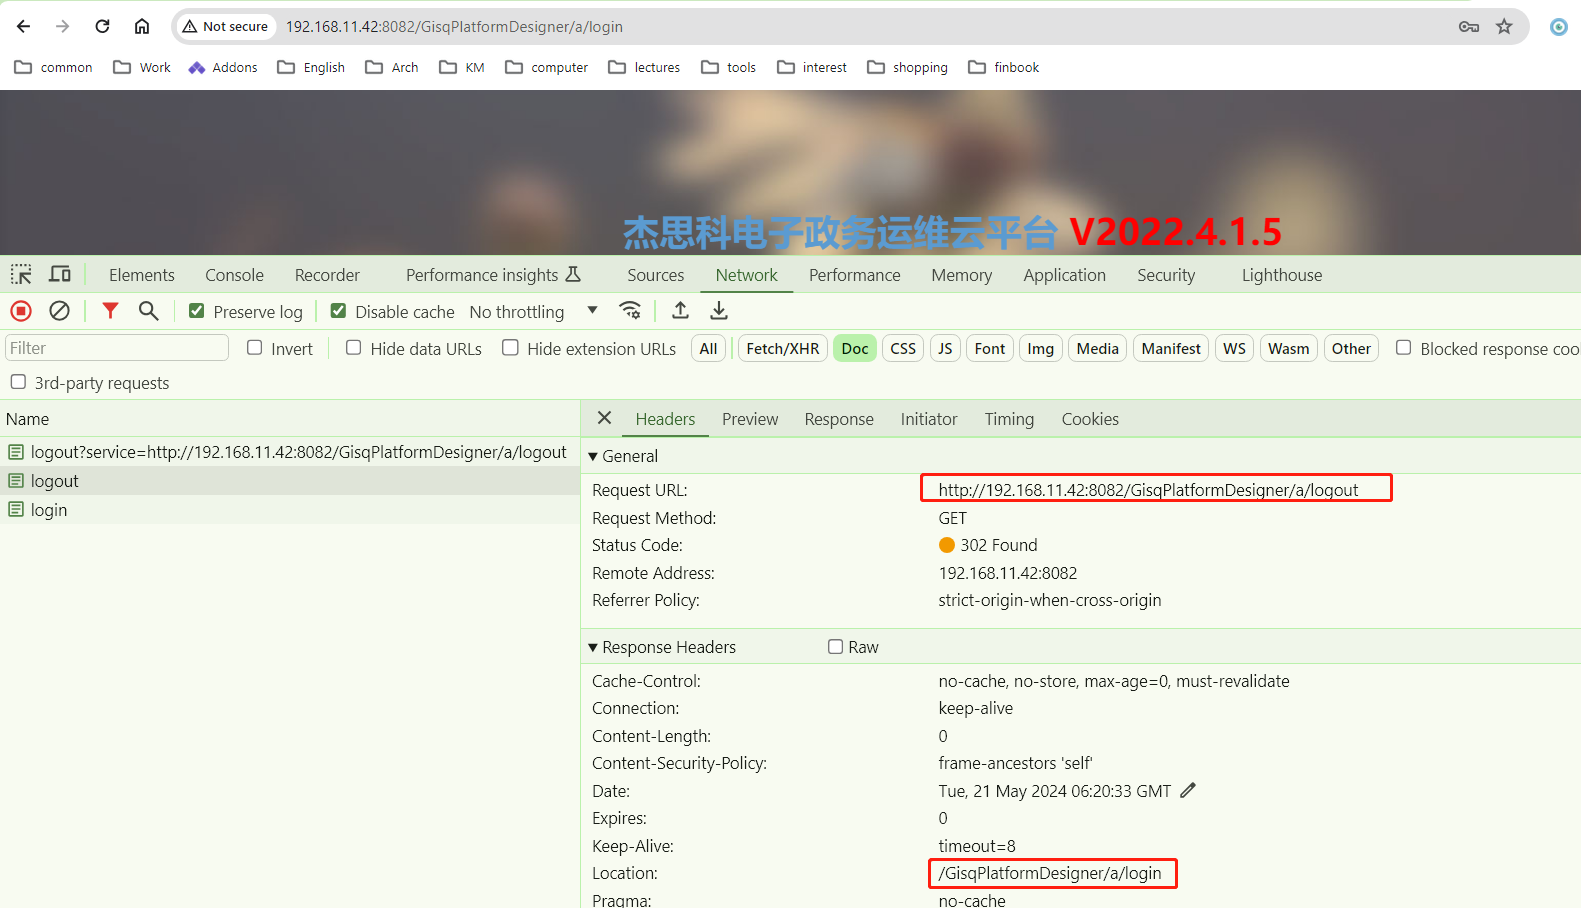 Not secure 192.168.11.42:8082/GisqPlatformDesigner/a/login
common Work Addons English Arch KM computer lectures tools interest shopping finbook
杰思科电子政务运维云平台 V2022.4.1.5
Elements Console Recorder Performance insights Sources Network Performance Memory Application Security Lighthouse
Preserve log Disable cache No throttling
Filter Invert Hide data URLs Hide extension URLs All Fetch/XHR Doc CSS JS Font Img Media Manifest WS Wasm Other Blocked response coo
3rd-party requests
Name Headers Preview Response Initiator Timing Cookies
logout?service=http://192.168.11.42:8082/GisqPlatformDesigner/a/logout
logout
login
General
Request URL: http://192.168.11.42:8082/GisqPlatformDesigner/a/logout
Request Method: GET
Status Code: 302 Found
Remote Address: 192.168.11.42:8082
Referrer Policy: strict-origin-when-cross-origin
Response Headers Raw
Cache-Control: no-cache, no-store, max-age=0, must-revalidate
Connection: keep-alive
Content-Length: 0
Content-Security-Policy: frame-ancestors 'self'
Date: Tue, 21 May 2024 06:20:33 GMT
Expires: 0
Keep-Alive: timeout=8
Location: /GisqPlatformDesigner/a/login
Pragma: no-cache